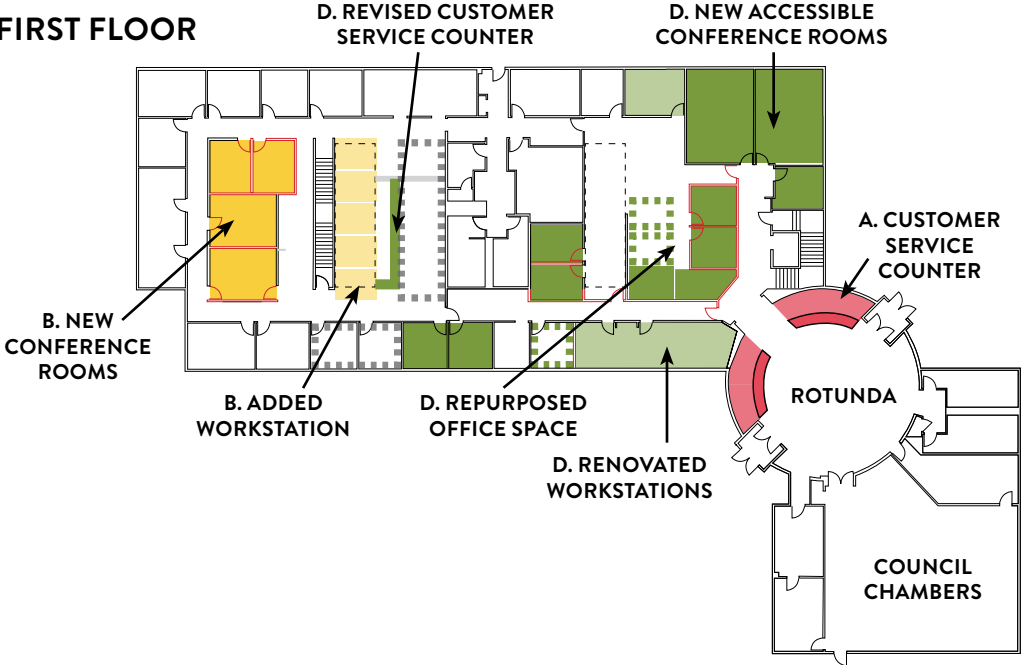 FIRST FLOOR
D. REVISED CUSTOMER
SERVICE COUNTER
D. NEW ACCESSIBLE
CONFERENCE ROOMS
A. CUSTOMER
SERVICE
COUNTER
B. NEW
CONFERENCE
ROOMS
B. ADDED
WORKSTATION
D. REPURPOSED
OFFICE SPACE
D. RENOVATED
WORKSTATIONS
ROTUNDA
COUNCIL
CHAMBERS